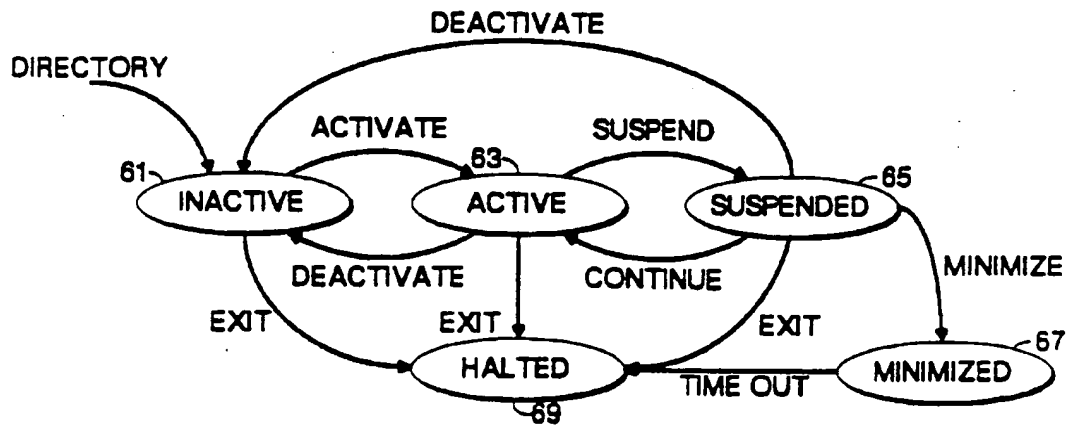 DEACTIVATE
DIRECTORY
ACTIVATE
SUSPEND
61
63
65
INACTIVE
ACTIVE
SUSPENDED
DEACTIVATE
CONTINUE
MINIMIZE
EXIT
EXIT
EXIT
67
HALTED
TIME OUT
MINIMIZED
69